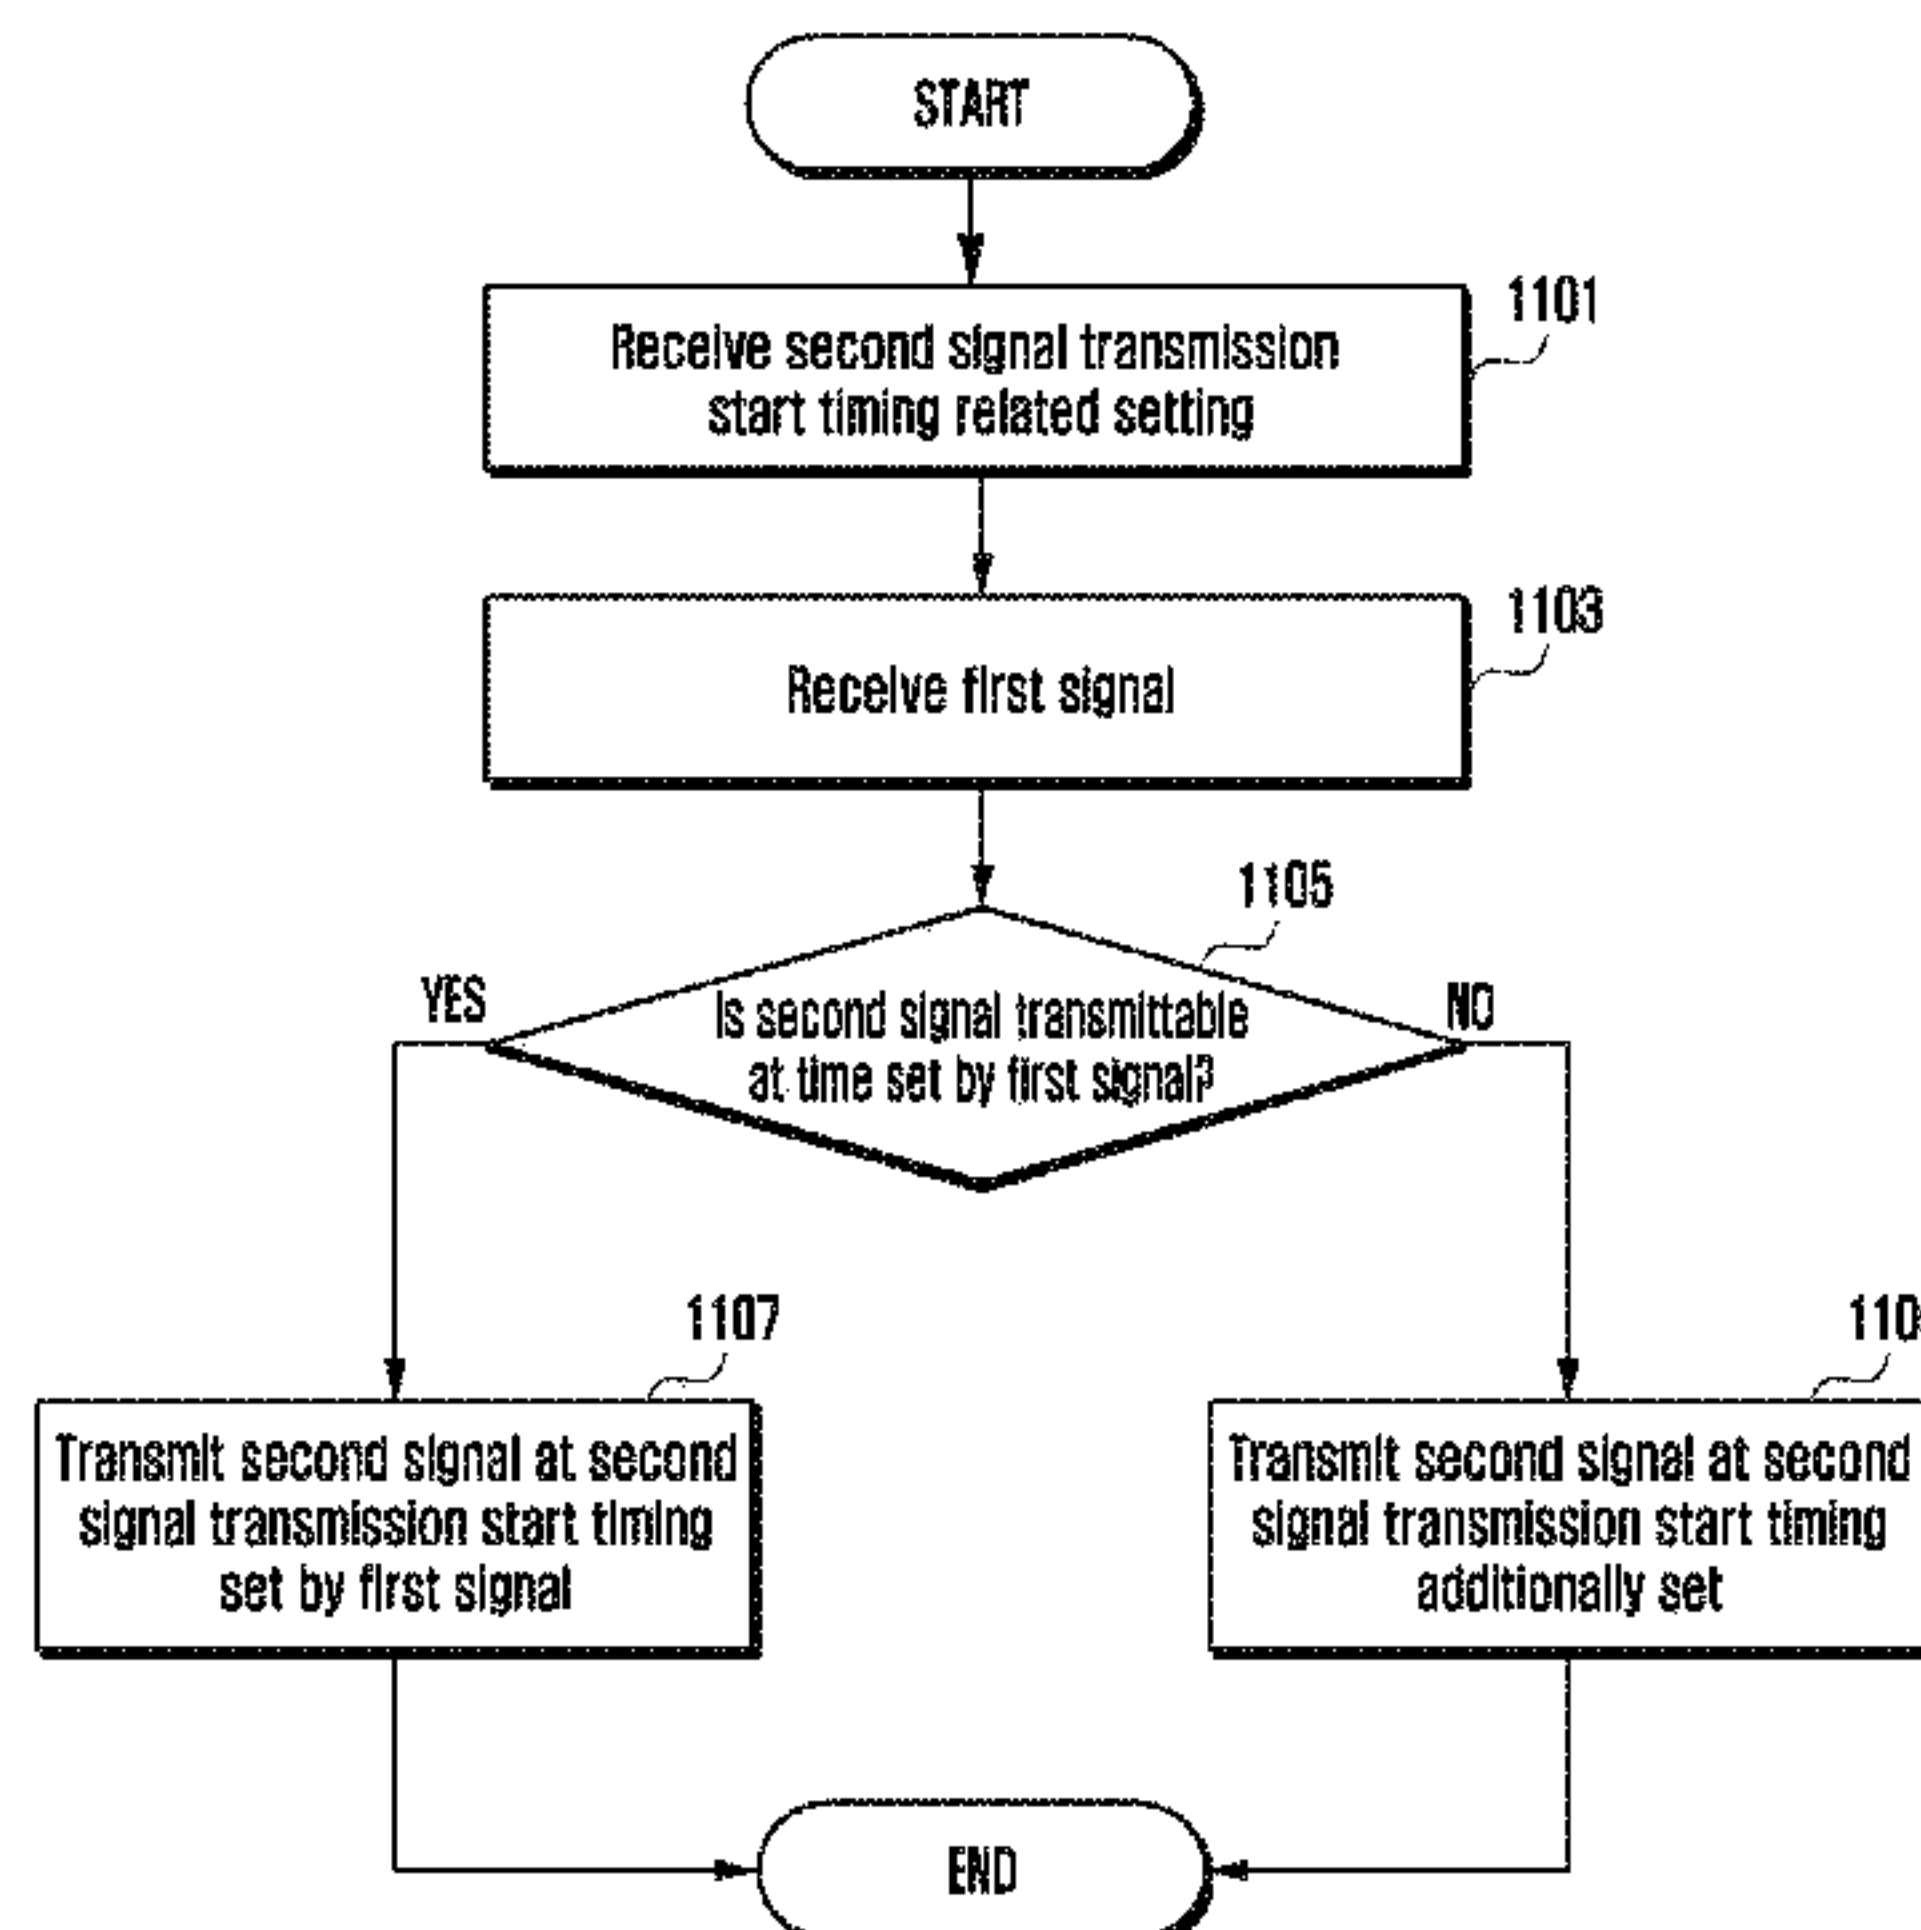 START
1101
Receive second signal transmission
start timing related setting
1103
Receive first signal
1105
YES
NO
Is second signal transmittable
at time set by first signal?
1107
Transmit second signal at second
signal transmission start timing
set by first signal
Transmit second signal at second
signal transmission start timing
additionally set
END